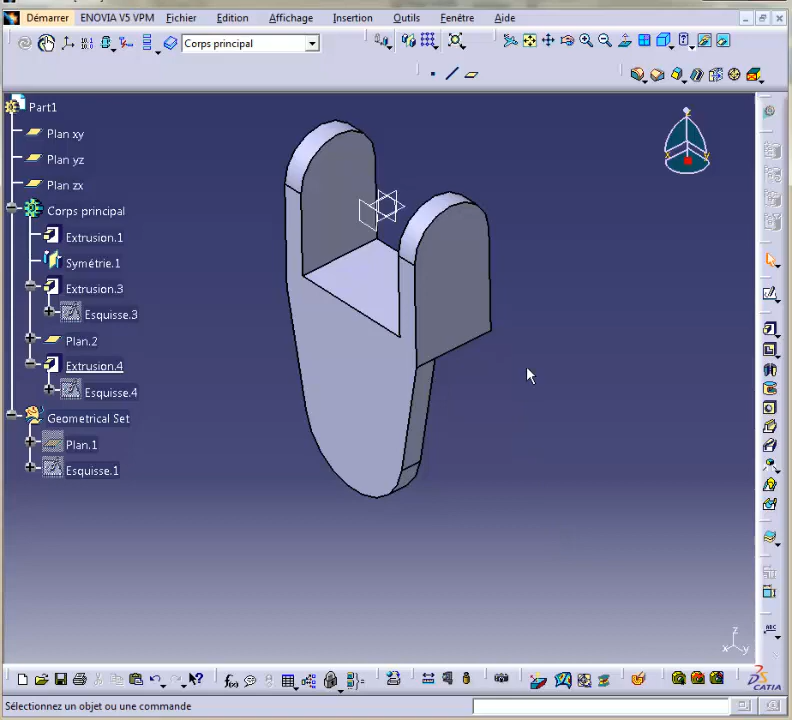 Démarrer ENOVIA V5 VPM Fichier Edition Affichage Insertion Outils Fenêtre Aide
Corps principal
Part1
Plan xy
Plan yz
Plan zx
Corps principal
Extrusion.1
Symétrie.1
Extrusion.3
Esquisse.3
Plan.2
Extrusion.4
Esquisse.4
Geometrical Set
Plan.1
Esquisse.1
z
x y
CATIA
Sélectionnez un objet ou une commande